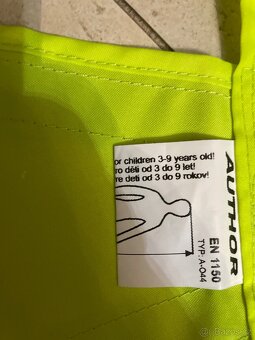 or children 3-9 years old!
ro děti od 3 do 9 let!
re deti od 3 do 9 rokov!
AUTHOR
EN 1150
TYP: A-O44